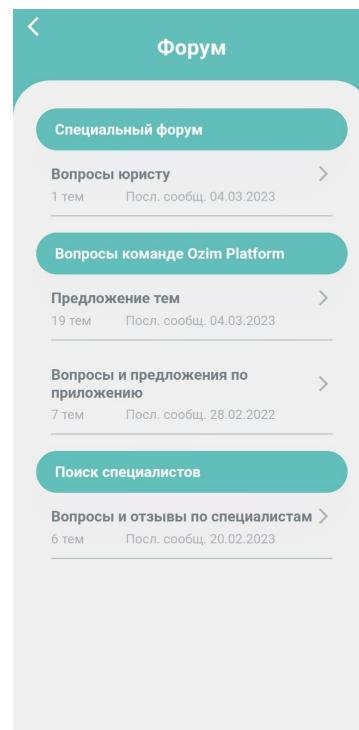 Форум
Специальный форум
Вопросы юристу
1 тем Посл. сообщ. 04.03.2023
Вопросы команде Ozim Platform
Предложение тем
19 тем Посл. сообщ. 04.03.2023
Вопросы и предложения по
приложению
7 тем Посл. сообщ. 28.02.2022
Поиск специалистов
Вопросы и отзывы по специалистам
6 тем Посл. сообщ. 20.02.2023